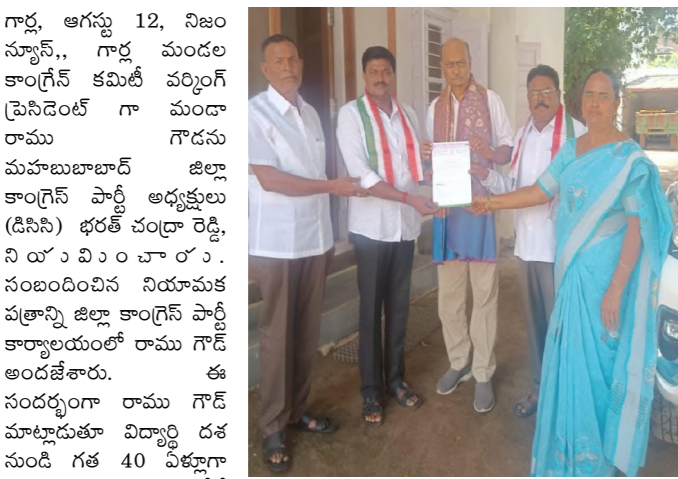 గార్ల, ఆగస్టు 12, నిజం
న్యూస్,, గార్ల మండల
కాంగ్రేన్ కమిటీ వర్కింగ్
ప్రెసిడెంట్ గా మండా
రాము గౌడను
మహబుబాబాద్ జిల్లా
కాంగ్రెస్ పార్టీ అధ్యక్షులు
(డిసిసి) భరత్ చంద్రా రెడ్డి,
నియమించారు.
సంబందించిన నియామక
పత్రాన్ని జిల్లా కాంగ్రెస్ పార్టీ
కార్యాలయంలో రాము గౌడ్
అందజేశారు. ఈ
సందర్భంగా రాము గౌడ్
మాట్లాడుతూ విద్యార్థి దశ
నుండి గత 40 ఏళ్లూగా